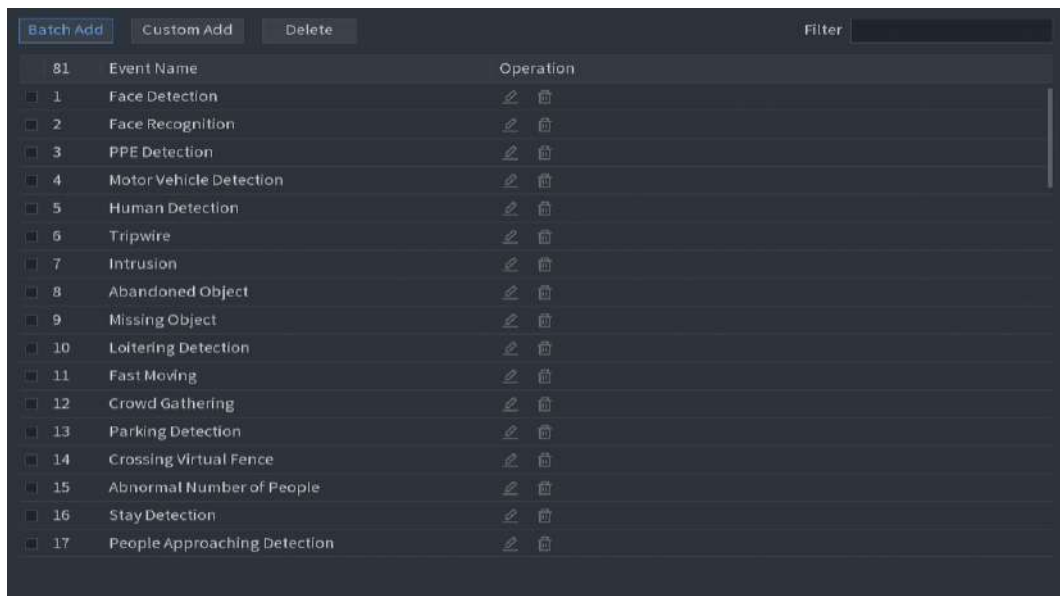 Batch Add Custom Add Delete Filter
81 Event Name Operation
1 Face Detection
2 Face Recognition
3 PPE Detection
4 Motor Vehicle Detection
5 Human Detection
6 Tripwire
7 Intrusion
8 Abandoned Object
9 Missing Object
10 Loitering Detection
11 Fast Moving
12 Crowd Gathering
13 Parking Detection
14 Crossing Virtual Fence
15 Abnormal Number of People
16 Stay Detection
17 People Approaching Detection